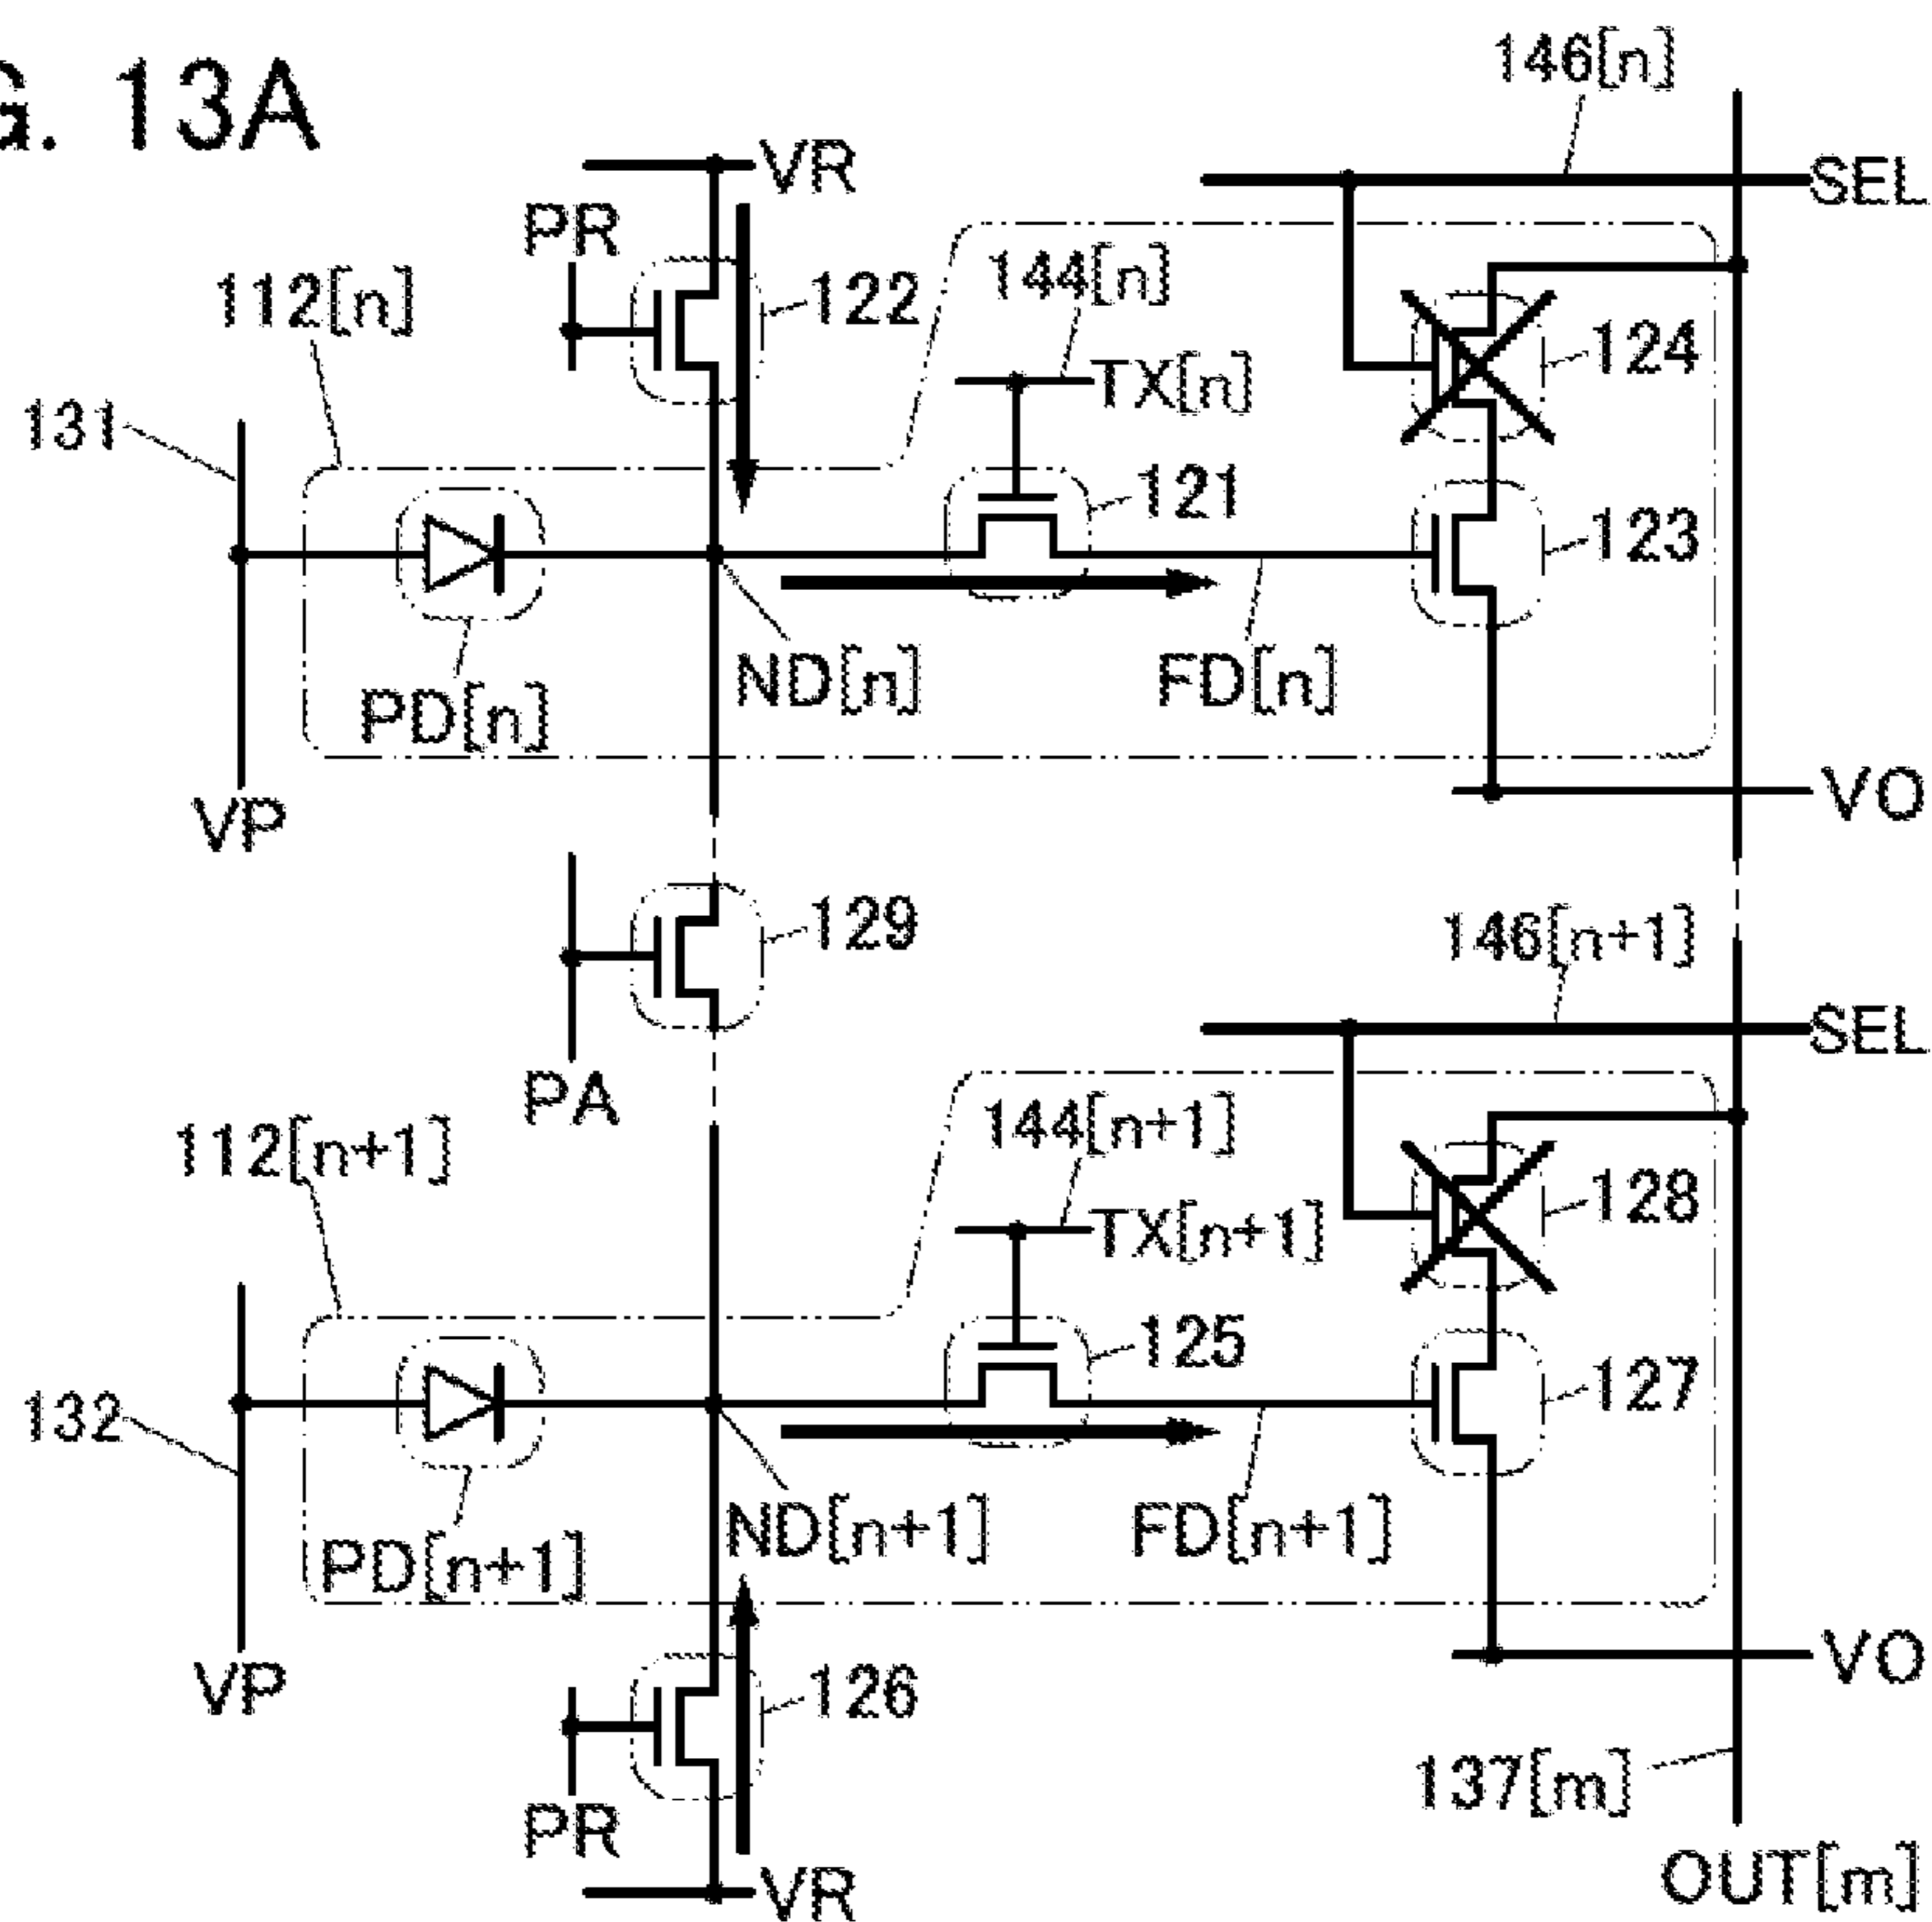 G. 13A
146[n]
VR
SEL
PR
144[n]
112[n]
122
TX[n]
124
131
121
123
ND[n]
FD[n]
PD[n]
VP
VO
129
146[n+1]
SEL
PA
144[n+1]
112[n+1]
TX[n+1]
128
125
127
132
ND[n+1]
FD[n+1]
PD[n+1]
VP
126
VO
137[m]
PR
VR
OUT[m]